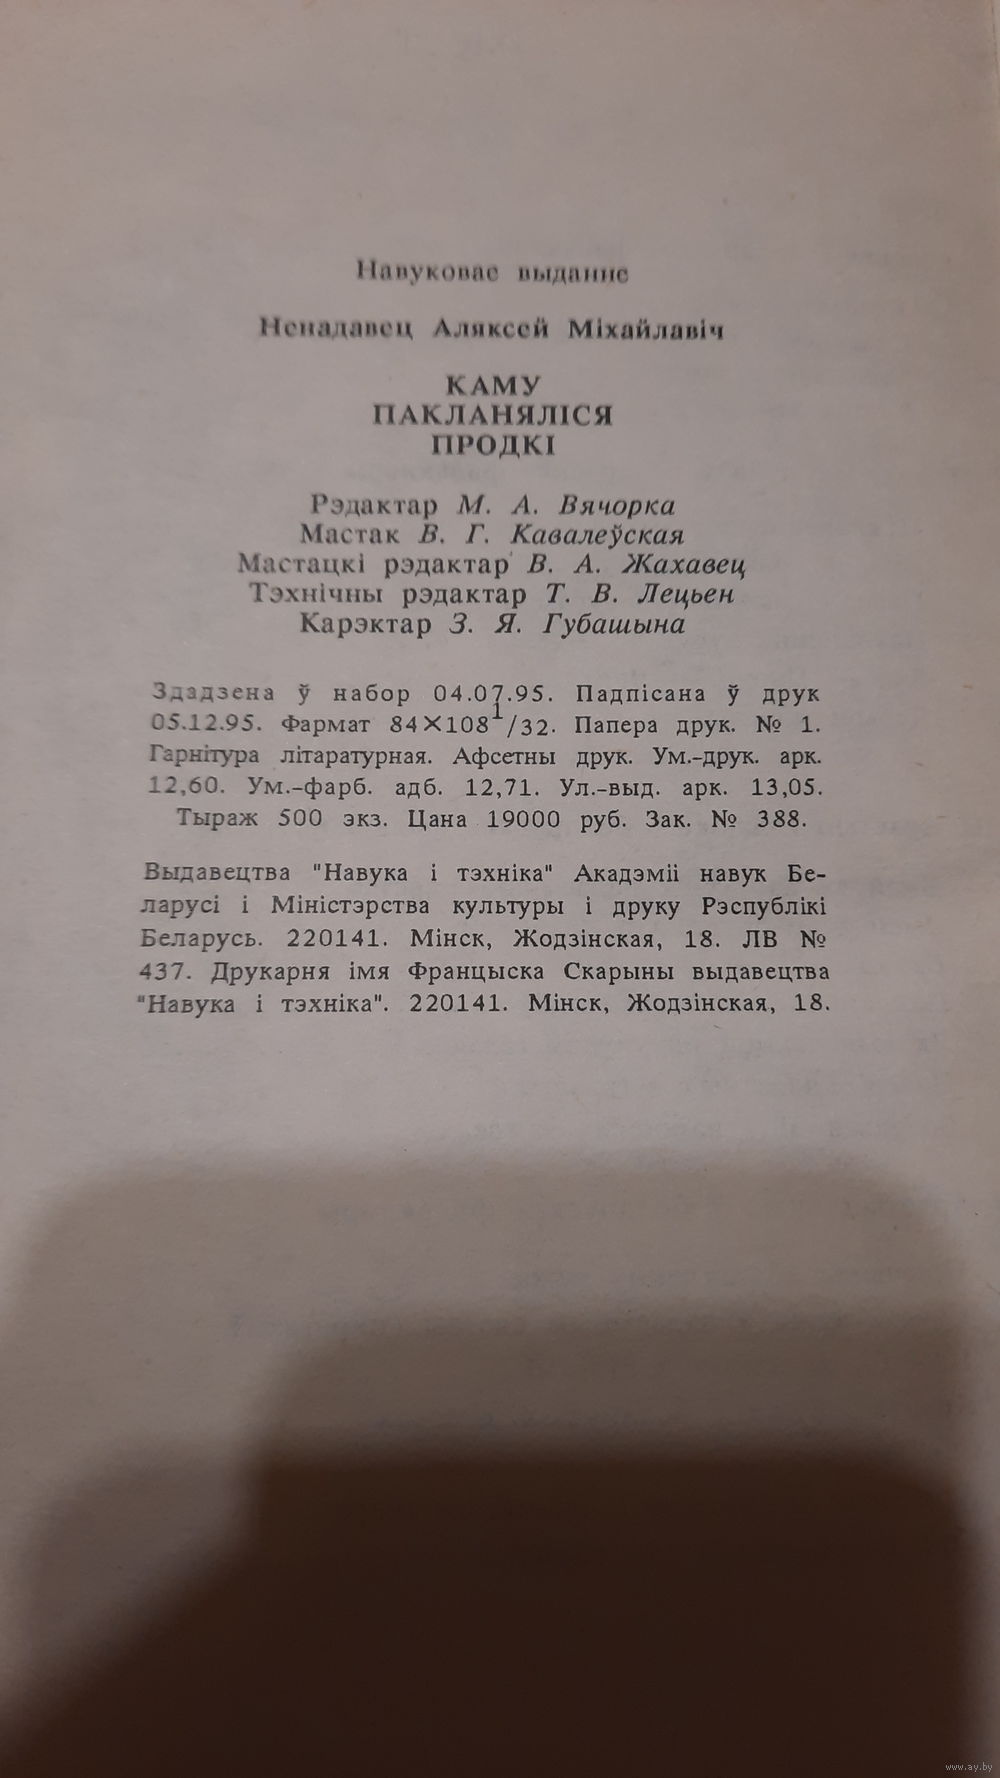 Навуковае выданне
Ненадавец Аляксей Міхайлавіч
КАМУ
ПАКЛАНЯЛІСЯ
ПРОДКІ
Рэдактар М. А. Вячорка
Мастак В. Г. Кавалеўская
Мастацкі рэдактар В. А. Жахавец
Тэхнічны рэдактар Т. В. Лецьен
Карэктар З. Я. Губашына
Здадзена ў набор 04.07.95. Падпісана ў друк
05.12.95. Фармат 84×108 1/32. Папера друк. № 1.
Гарнітура літаратурная. Афсетны друк. Ум.-друк. арк.
12,60. Ум.-фарб. адб. 12,71. Ул.-выд. арк. 13,05.
Тыраж 500 экз. Цана 19000 руб. Зак. № 388.
Выдавецтва "Навука і тэхніка" Акадэміі навук Бе-
ларусі і Міністэрства культуры і друку Рэспублікі
Беларусь. 220141. Мінск, Жодзінская, 18. ЛВ №
437. Друкарня імя Францыска Скарыны выдавецтва
"Навука і тэхніка". 220141. Мінск, Жодзінская, 18.
www.ay.by